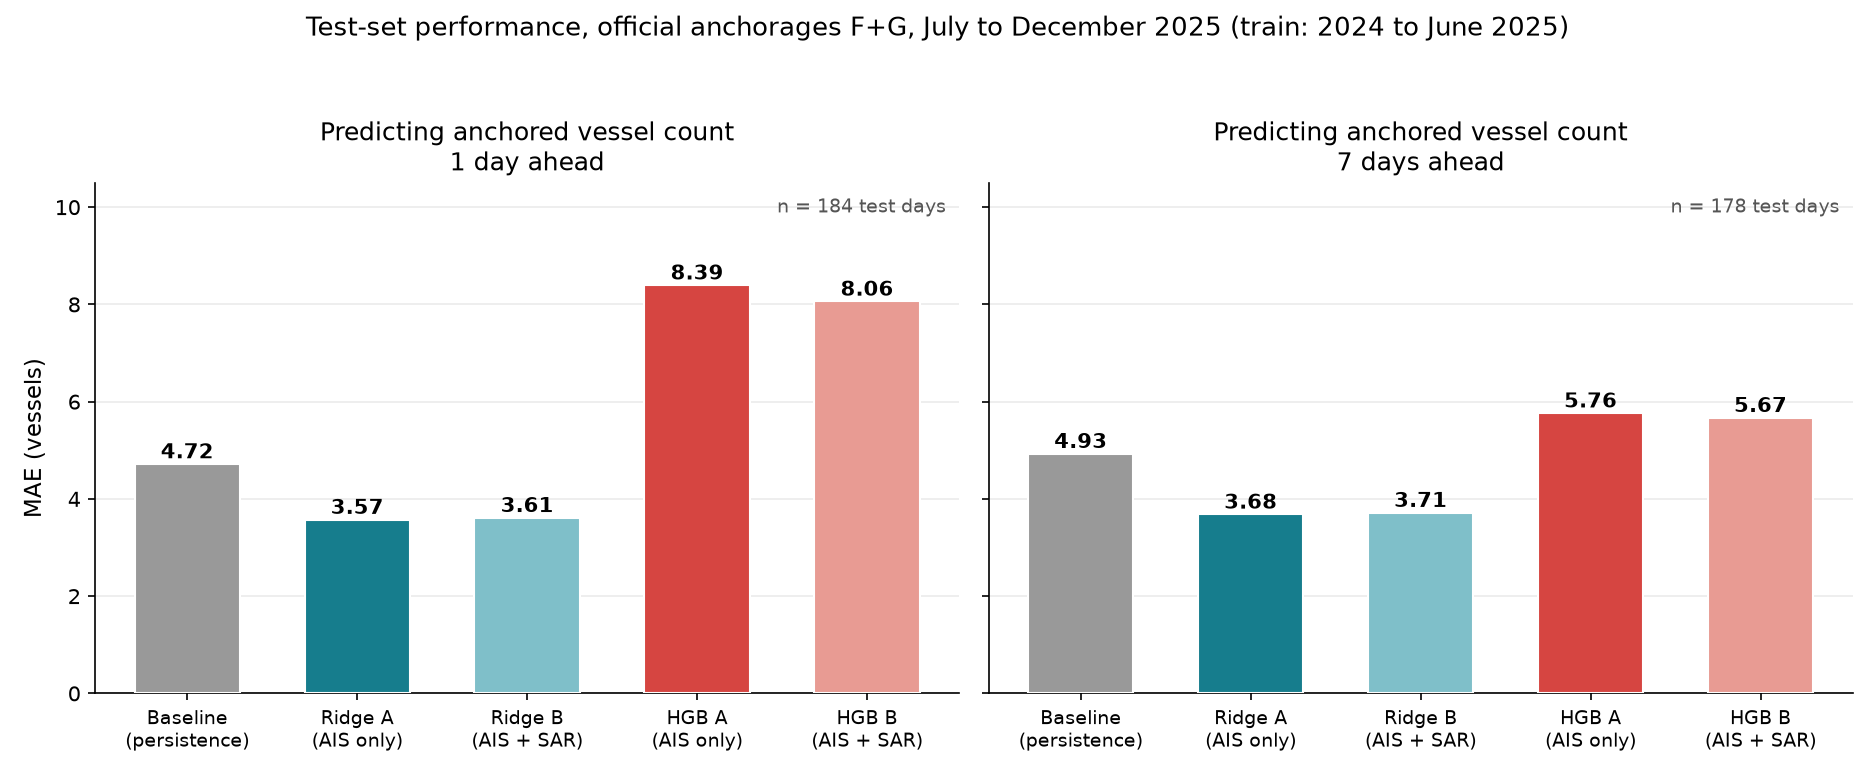 Test-set performance, official anchorages F+G, July to December 2025 (train: 2024 to June 2025)
Predicting anchored vessel count
1 day ahead
n = 184 test days
MAE (vessels)
10
8
6
4
2
0
4.72
3.57
3.61
8.39
8.06
Baseline
(persistence)
Ridge A
(AIS only)
Ridge B
(AIS + SAR)
HGB A
(AIS only)
HGB B
(AIS + SAR)
Predicting anchored vessel count
7 days ahead
n = 178 test days
4.93
3.68
3.71
5.76
5.67
Baseline
(persistence)
Ridge A
(AIS only)
Ridge B
(AIS + SAR)
HGB A
(AIS only)
HGB B
(AIS + SAR)